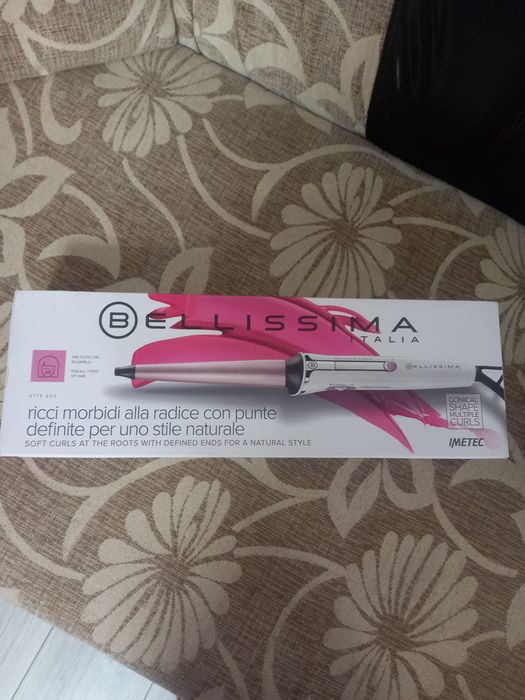 BELLISSIMA
ITALIA
PER TUTTI I TIPI
DI CAPELLI
FOR ALL TYPES
OF HAIR
BELLISSIMA
ricci morbidi alla radice con punte
definite per uno stile naturale
SOFT CURLS AT THE ROOTS WITH DEFINED ENDS FOR A NATURAL STYLE
CONICAL
SHAPE
MULTIPLE
CURLS
IMETEC